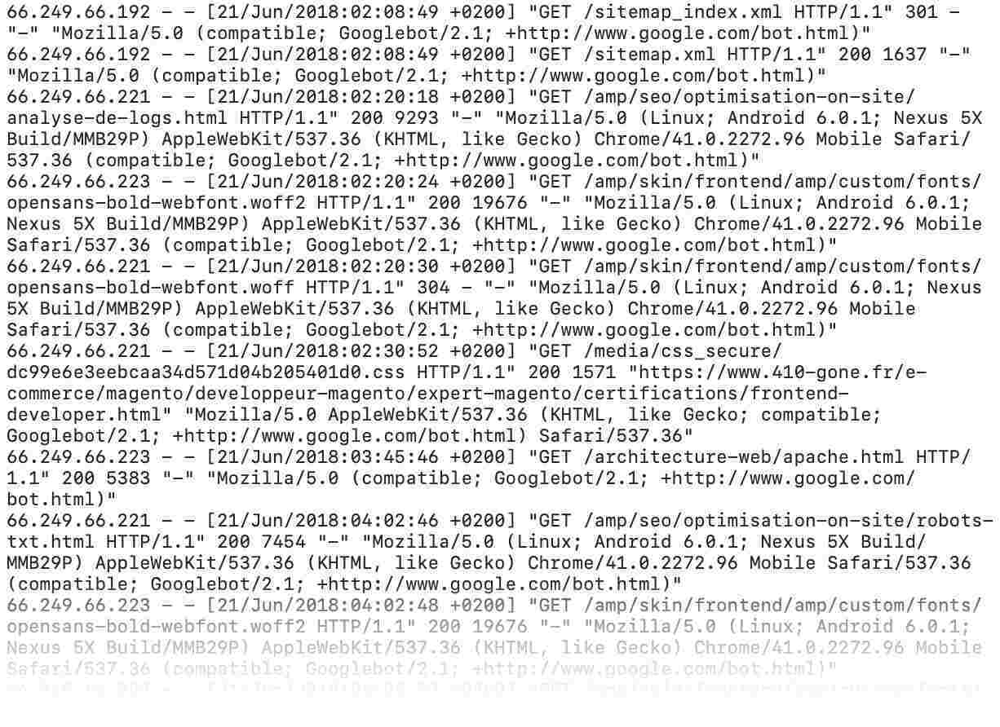 66.249.66.192 - - [21/Jun/2018:02:08:49 +0200] "GET /sitemap_index.xml HTTP/1.1" 301 -
"-" "Mozilla/5.0 (compatible; Googlebot/2.1; +http://www.google.com/bot.html)"
66.249.66.192 - - [21/Jun/2018:02:08:49 +0200] "GET /sitemap.xml HTTP/1.1" 200 1637 "-"
"Mozilla/5.0 (compatible; Googlebot/2.1; +http://www.google.com/bot.html)"
66.249.66.221 - - [21/Jun/2018:02:20:18 +0200] "GET /amp/seo/optimisation-on-site/
analyse-de-logs.html HTTP/1.1" 200 9293 "-" "Mozilla/5.0 (Linux; Android 6.0.1; Nexus 5X
Build/MMB29P) AppleWebKit/537.36 (KHTML, like Gecko) Chrome/41.0.2272.96 Mobile Safari/
537.36 (compatible; Googlebot/2.1; +http://www.google.com/bot.html)"
66.249.66.223 - - [21/Jun/2018:02:20:24 +0200] "GET /amp/skin/frontend/amp/custom/fonts/
opensans-bold-webfont.woff2 HTTP/1.1" 200 19676 "-" "Mozilla/5.0 (Linux; Android 6.0.1;
Nexus 5X Build/MMB29P) AppleWebKit/537.36 (KHTML, like Gecko) Chrome/41.0.2272.96 Mobile
Safari/537.36 (compatible; Googlebot/2.1; +http://www.google.com/bot.html)"
66.249.66.221 - - [21/Jun/2018:02:20:30 +0200] "GET /amp/skin/frontend/amp/custom/fonts/
opensans-bold-webfont.woff HTTP/1.1" 304 - "-" "Mozilla/5.0 (Linux; Android 6.0.1; Nexus
5X Build/MMB29P) AppleWebKit/537.36 (KHTML, like Gecko) Chrome/41.0.2272.96 Mobile
Safari/537.36 (compatible; Googlebot/2.1; +http://www.google.com/bot.html)"
66.249.66.221 - - [21/Jun/2018:02:30:52 +0200] "GET /media/css_secure/
dc99e6e3eebcaa34d571d04b205401d0.css HTTP/1.1" 200 1571 "https://www.410-gone.fr/e-
commerce/magento/developpeur-magento/expert-magento/certifications/frontend-
developer.html" "Mozilla/5.0 AppleWebKit/537.36 (KHTML, like Gecko; compatible;
Googlebot/2.1; +http://www.google.com/bot.html) Safari/537.36"
66.249.66.223 - - [21/Jun/2018:03:45:46 +0200] "GET /architecture-web/apache.html HTTP/
1.1" 200 5383 "-" "Mozilla/5.0 (compatible; Googlebot/2.1; +http://www.google.com/
bot.html)"
66.249.66.221 - - [21/Jun/2018:04:02:46 +0200] "GET /amp/seo/optimisation-on-site/robots-
txt.html HTTP/1.1" 200 7454 "-" "Mozilla/5.0 (Linux; Android 6.0.1; Nexus 5X Build/
MMB29P) AppleWebKit/537.36 (KHTML, like Gecko) Chrome/41.0.2272.96 Mobile Safari/537.36
(compatible; Googlebot/2.1; +http://www.google.com/bot.html)"
66.249.66.223 - - [21/Jun/2018:04:02:48 +0200] "GET /amp/skin/frontend/amp/custom/fonts/
opensans-bold-webfont.woff2 HTTP/1.1" 200 19676 "-" "Mozilla/5.0 (Linux; Android 6.0.1;
Nexus 5X Build/MMB29P) AppleWebKit/537.36 (KHTML, like Gecko) Chrome/41.0.2272.96 Mobile
Safari/537.36 (compatible; Googlebot/2.1; +http://www.google.com/bot.html)"